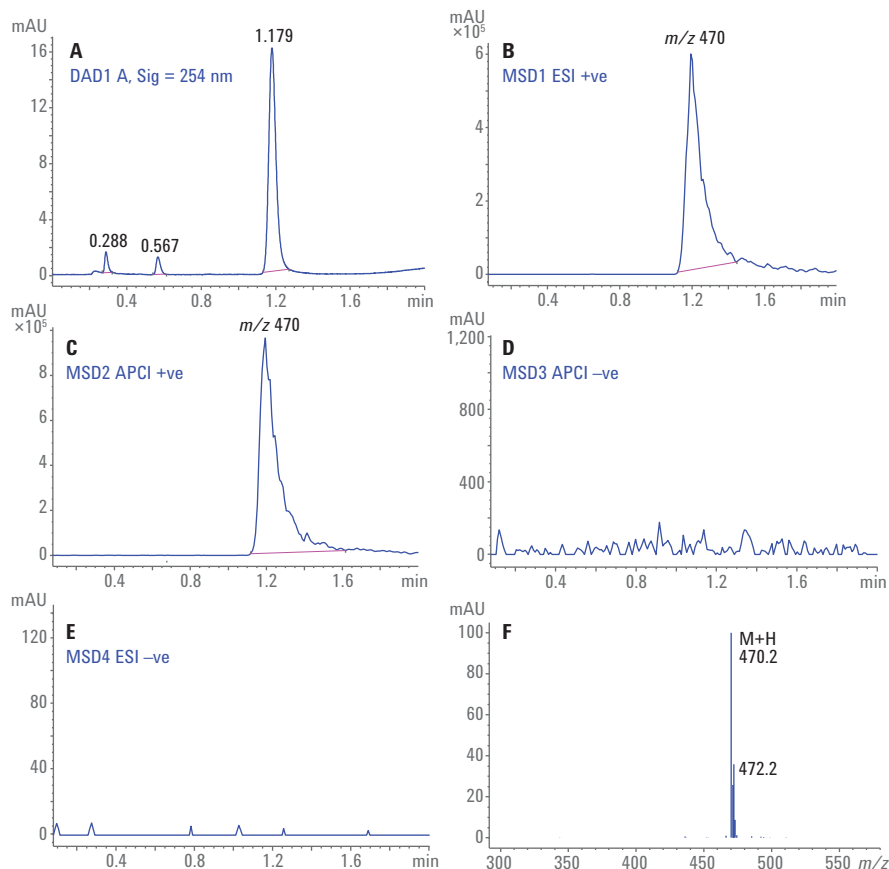 mAU
A
DAD1 A, Sig = 254 nm
1.179
16
12
8
4
0
0.288
0.567
0.4
0.8
1.2
1.6
min
mAU
×10⁵
B
MSD1 ESI +ve
m/z 470
6
4
2
0
0.4
0.8
1.2
1.6
min
mAU
×10⁵
C
MSD2 APCI +ve
m/z 470
8
6
4
2
0
0.4
0.8
1.2
1.6
min
mAU
1,200
D
MSD3 APCI –ve
800
400
0
0.4
0.8
1.2
1.6
min
mAU
E
MSD4 ESI –ve
120
80
40
0
0.4
0.8
1.2
1.6
min
mAU
F
100
80
60
40
20
0
M+H
470.2
472.2
300
350
400
450
500
550
m/z